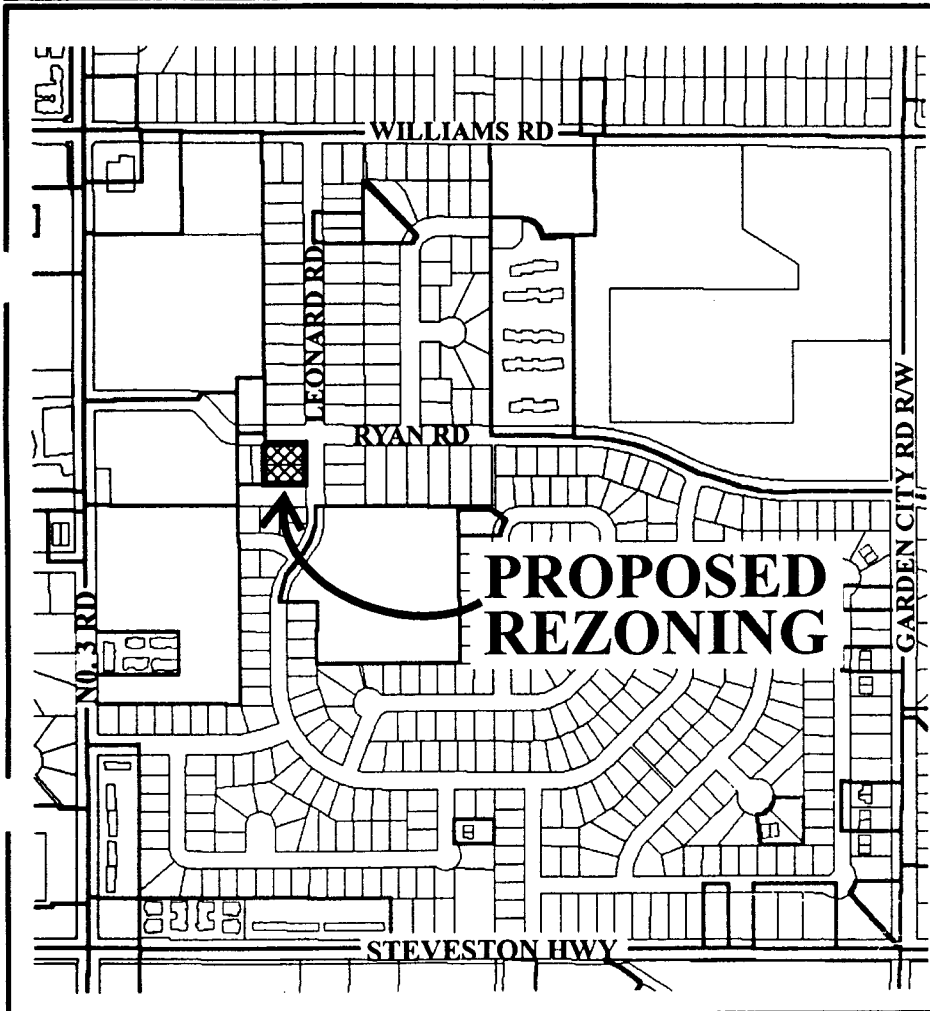 WILLIAMS RD
LEONARD RD
RYAN RD
GARDEN CITY RD R/W
PROPOSED
REZONING
NO. 3 RD
STEVESTON HWY